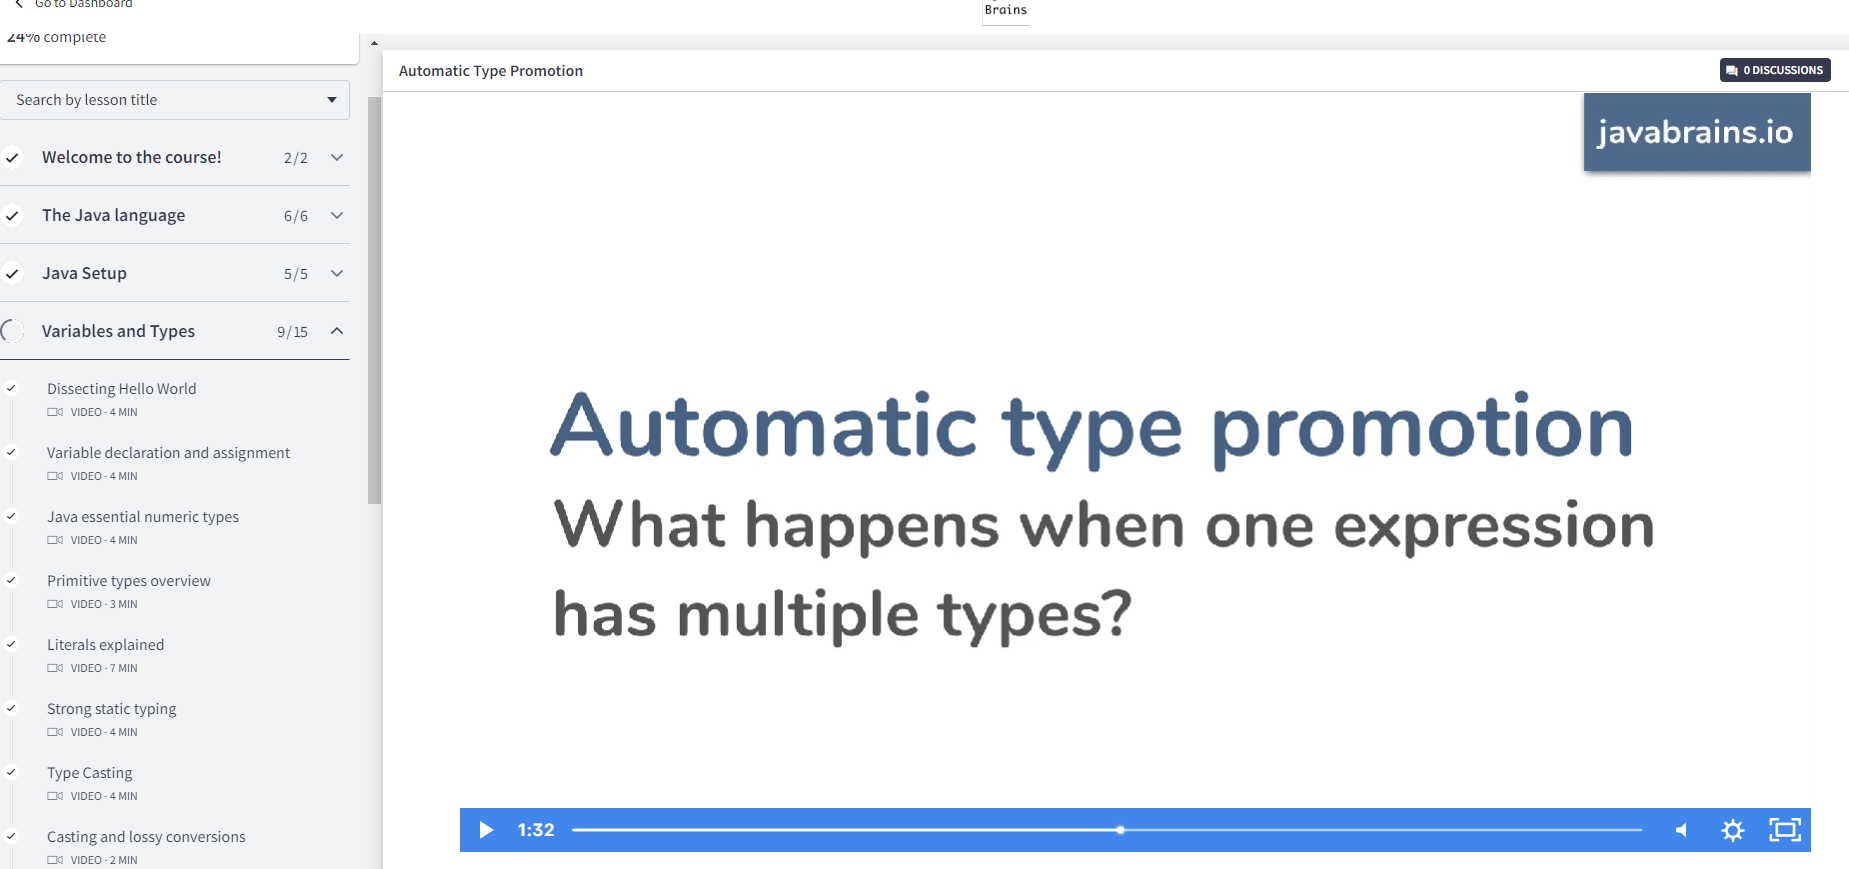 Go to Dashboard
Brains
24% complete
Search by lesson title
Welcome to the course! 2/2
The Java language 6/6
Java Setup 5/5
Variables and Types 9/15
Dissecting Hello World
VIDEO · 4 MIN
Variable declaration and assignment
VIDEO · 4 MIN
Java essential numeric types
VIDEO · 4 MIN
Primitive types overview
VIDEO · 3 MIN
Literals explained
VIDEO · 7 MIN
Strong static typing
VIDEO · 4 MIN
Type Casting
VIDEO · 4 MIN
Casting and lossy conversions
VIDEO · 2 MIN
Automatic Type Promotion
0 DISCUSSIONS
javabrains.io
Automatic type promotion
What happens when one expression
has multiple types?
1:32